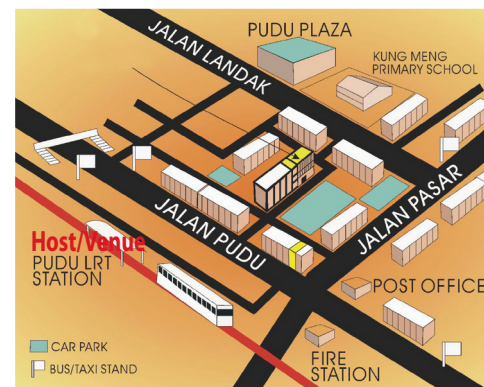 PUDU PLAZA
JALAN LANDAK
KUNG MENG
PRIMARY SCHOOL
JALAN PASAR
JALAN PUDU
Host/Venue
PUDU LRT
STATION
POST OFFICE
CAR PARK
BUS/TAXI STAND
FIRE
STATION